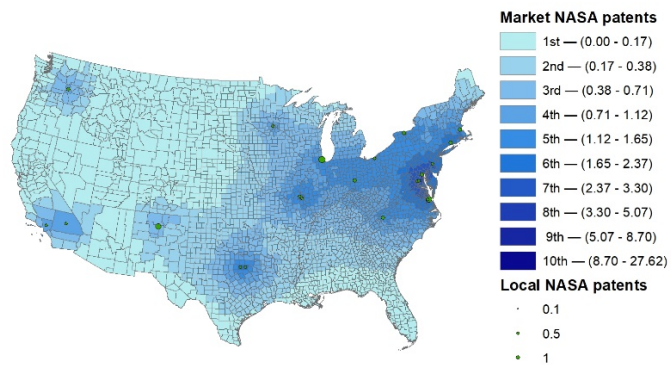 Market NASA patents
1st — (0.00 - 0.17)
2nd — (0.17 - 0.38)
3rd — (0.38 - 0.71)
4th — (0.71 - 1.12)
5th — (1.12 - 1.65)
6th — (1.65 - 2.37)
7th — (2.37 - 3.30)
8th — (3.30 - 5.07)
9th — (5.07 - 8.70)
10th — (8.70 - 27.62)
Local NASA patents
0.1
0.5
1